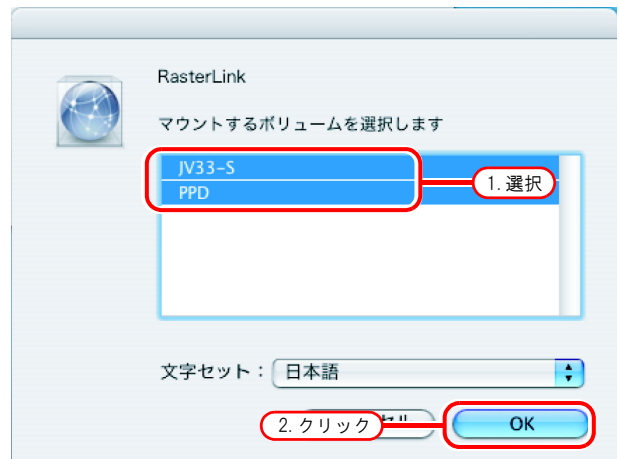 RasterLink
マウントするボリュームを選択します
JV33-S
PPD
1. 選択
文字セット： 日本語
2. クリック
OK